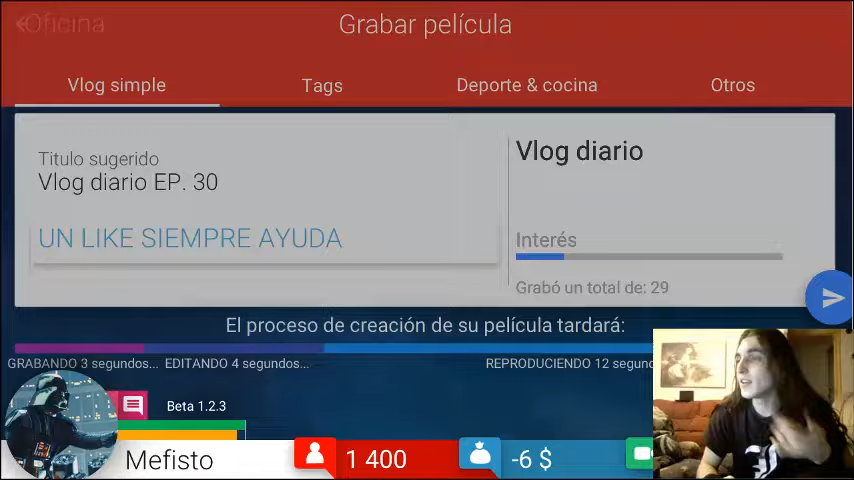 Oficina
Grabar película
Vlog simple
Tags
Deporte & cocina
Otros
Titulo sugerido
Vlog diario EP. 30
UN LIKE SIEMPRE AYUDA
Vlog diario
Interés
Grabó un total de: 29
El proceso de creación de su película tardará:
GRABANDO 3 segundos...
EDITANDO 4 segundos...
REPRODUCIENDO 12 segun
Beta 1.2.3
Mefisto
1 400
-6 $